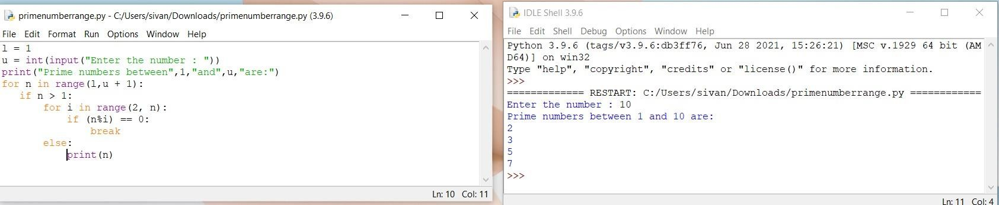 primenumberrange.py - C:/Users/sivan/Downloads/primenumberrange.py (3.9.6)
File Edit Format Run Options Window Help
l = 1
u = int(input("Enter the number : "))
print("Prime numbers between",1,"and",u,"are:")
for n in range(l,u + 1):
   if n > 1:
       for i in range(2, n):
           if (n%i) == 0:
               break
       else:
           print(n)
Ln: 10 Col: 11
IDLE Shell 3.9.6
File Edit Shell Debug Options Window Help
Python 3.9.6 (tags/v3.9.6:db3ff76, Jun 28 2021, 15:26:21) [MSC v.1929 64 bit (AM
D64)] on win32
Type "help", "copyright", "credits" or "license()" for more information.
>>>
============= RESTART: C:/Users/sivan/Downloads/primenumberrange.py ============
Enter the number : 10
Prime numbers between 1 and 10 are:
2
3
5
7
>>>
Ln: 11 Col: 4